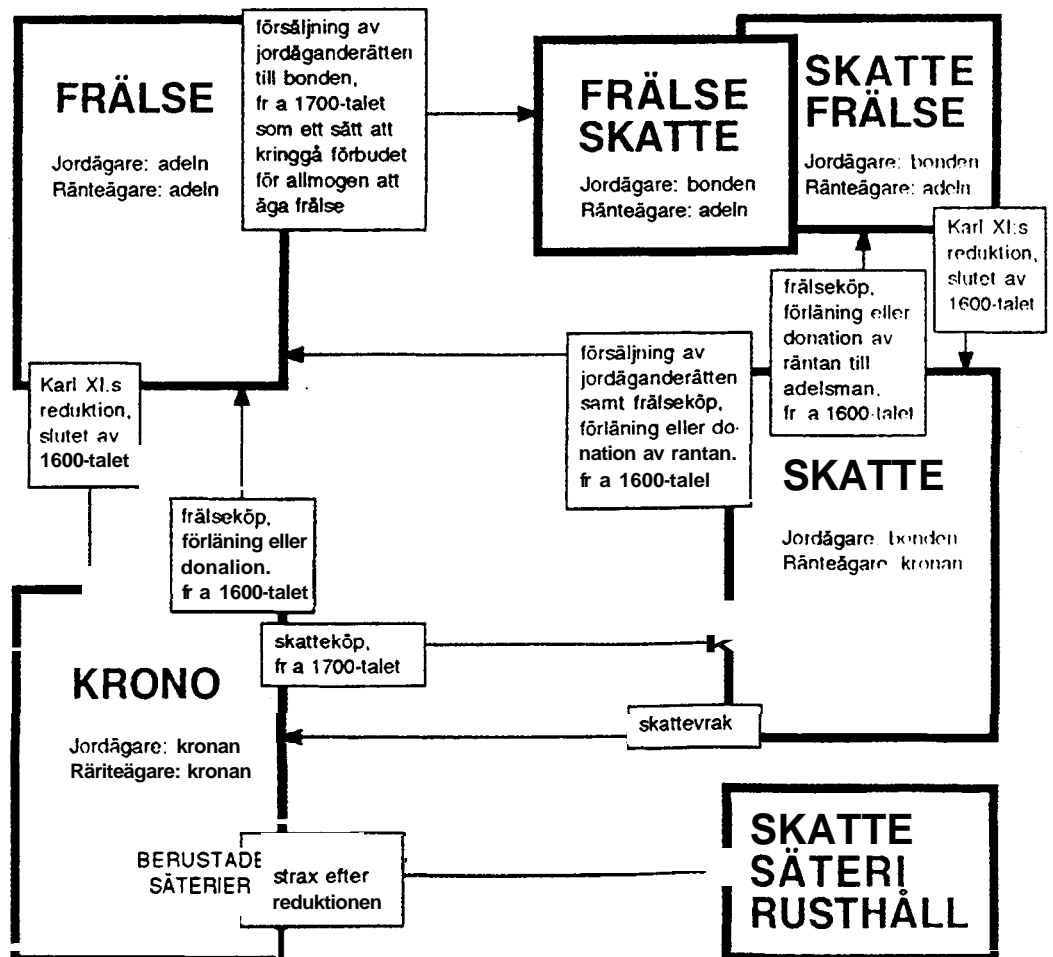 FRÄLSE
Jordägare: adeln
Ränteägare: adeln
försäljning av
jordäganderätten
till bonden,
fr a 1700-talet
som ett sätt att
kringgå förbudet
för allmogen att
äga frälse
FRÄLSE
SKATTE
Jordägare: bonden
Ränteägare: adeln
SKATTE
FRÄLSE
Jordägare: bonden
Ränteägare: adeln
Karl XI:s
reduktion,
slutet av
1600-talet
frälseköp,
förläning eller
donation av
räntan till
adelsman.
fr a 1600-talet
försäljning av
jordäganderätten
samt frälseköp,
förläning eller do-
nation av rantan.
fr a 1600-talel
Karl XI.s
reduktion,
slutet av
1600-talet
SKATTE
Jordägare: bonden
Ränteägare: kronan
frälseköp,
förläning eller
donalion.
fr a 1600-talet
skatteköp,
fr a 1700-talet
KRONO
Jordägare: kronan
Räriteägare: kronan
skattevrak
BERUSTADE
SÄTERIER
strax efter
reduktionen
SKATTE
SÄTERI
RUSTHÅLL